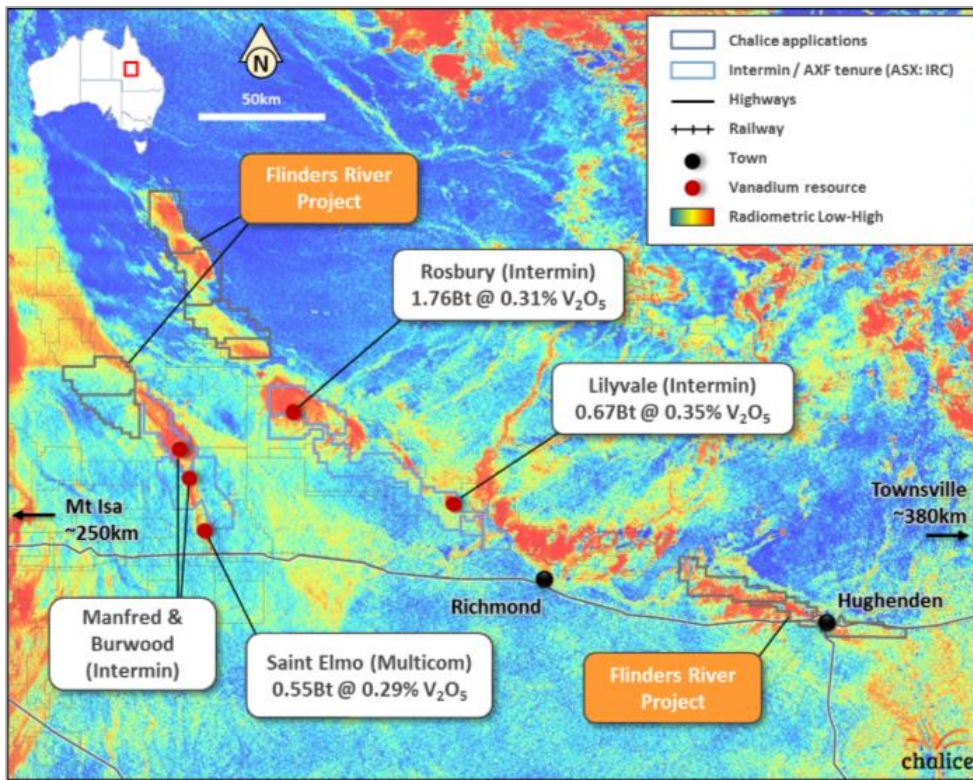 N
50km
Chalice applications
Intermin / AXF tenure (ASX: IRC)
Highways
Railway
Town
Vanadium resource
Radiometric Low-High
Flinders River
Project
Rosbury (Intermin)
1.76Bt @ 0.31% V₂O₅
Lilyvale (Intermin)
0.67Bt @ 0.35% V₂O₅
Mt Isa
~250km
Townsville
~380km
Richmond
Hughenden
Manfred &
Burwood
(Intermin)
Saint Elmo (Multicom)
0.55Bt @ 0.29% V₂O₅
Flinders River
Project
chalice